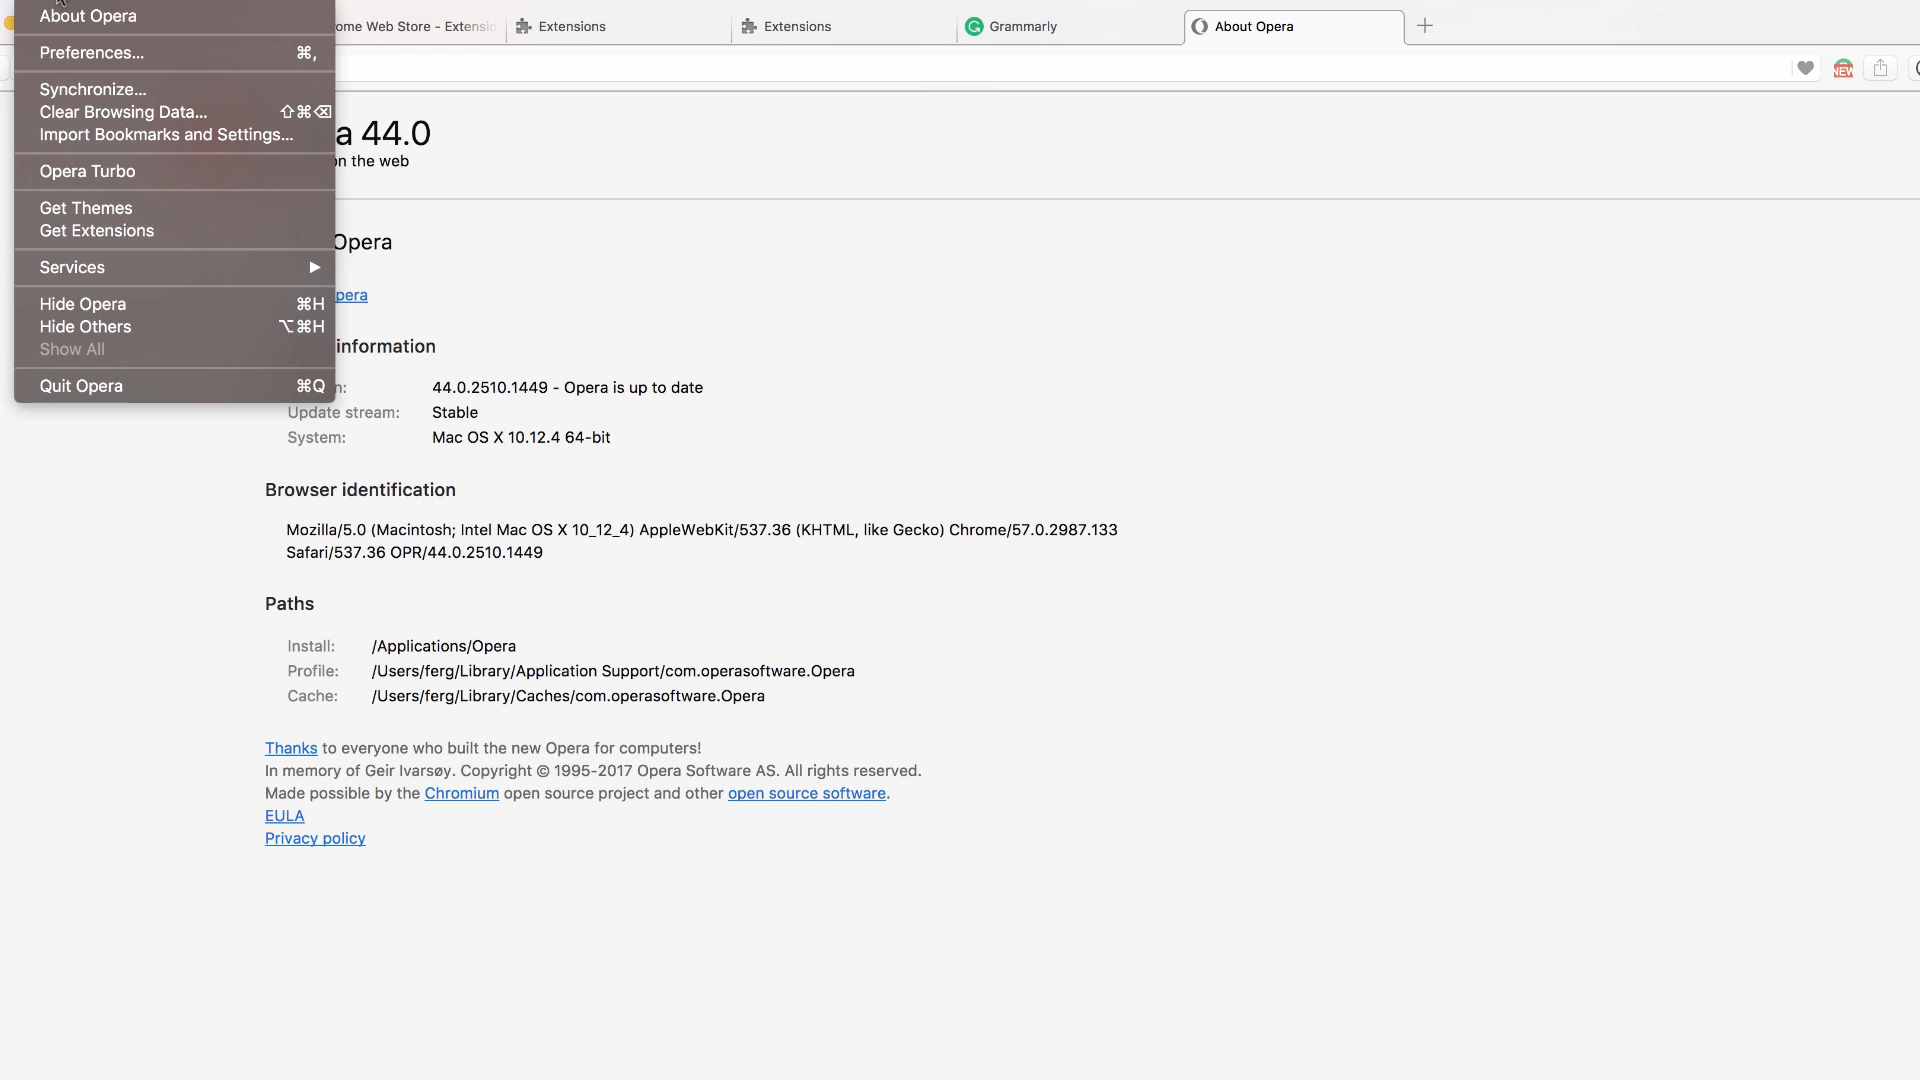 About Opera
Preferences... ⌘,
Synchronize...
Clear Browsing Data... ⇧⌘⌫
Import Bookmarks and Settings...
Opera Turbo
Get Themes
Get Extensions
Services ▶
Hide Opera ⌘H
Hide Others ⌥⌘H
Show All
Quit Opera ⌘Q
ome Web Store - Extensio
Extensions
Extensions
Grammarly
About Opera
NEW
a 44.0
on the web
Opera
pera
information
n: 44.0.2510.1449 - Opera is up to date
Update stream: Stable
System: Mac OS X 10.12.4 64-bit
Browser identification
Mozilla/5.0 (Macintosh; Intel Mac OS X 10_12_4) AppleWebKit/537.36 (KHTML, like Gecko) Chrome/57.0.2987.133
Safari/537.36 OPR/44.0.2510.1449
Paths
Install: /Applications/Opera
Profile: /Users/ferg/Library/Application Support/com.operasoftware.Opera
Cache: /Users/ferg/Library/Caches/com.operasoftware.Opera
Thanks to everyone who built the new Opera for computers!
In memory of Geir Ivarsøy. Copyright © 1995-2017 Opera Software AS. All rights reserved.
Made possible by the Chromium open source project and other open source software.
EULA
Privacy policy